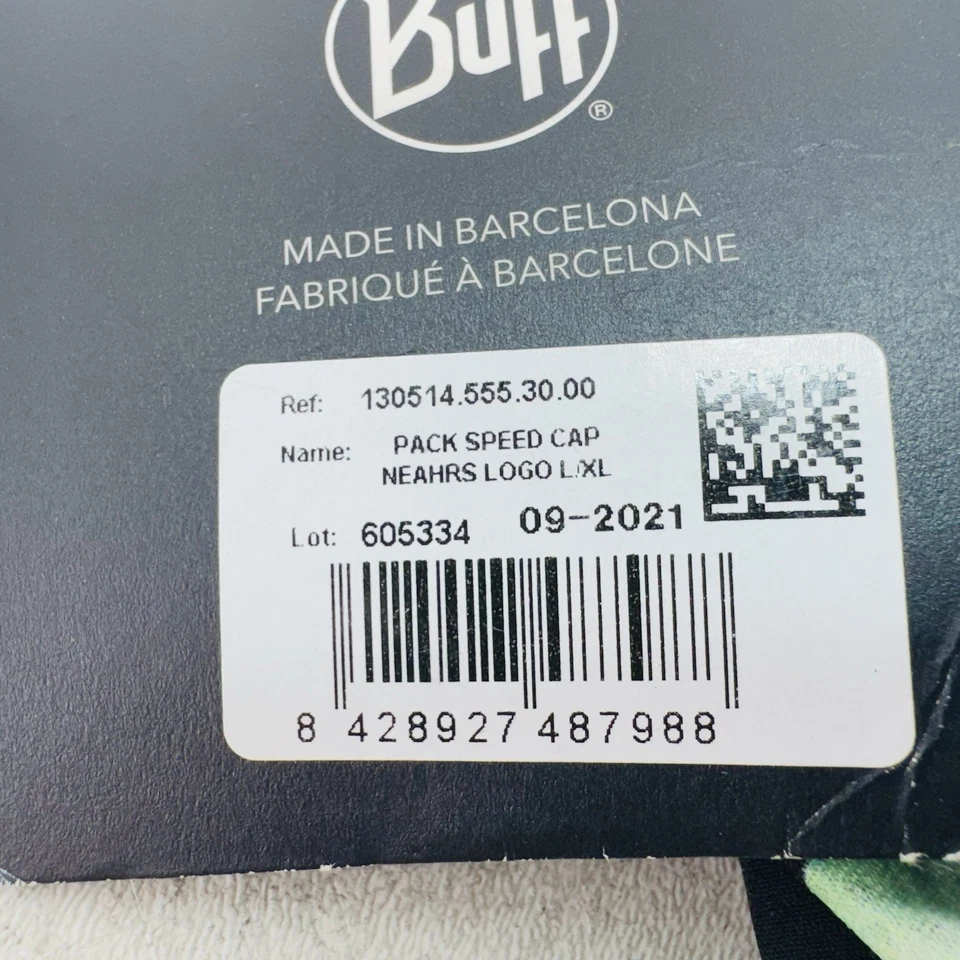 Buff
®
MADE IN BARCELONA
FABRIQUÉ À BARCELONE
Ref: 130514.555.30.00
Name: PACK SPEED CAP
NEAHRS LOGO L/XL
Lot: 605334 09-2021
8 428927 487988